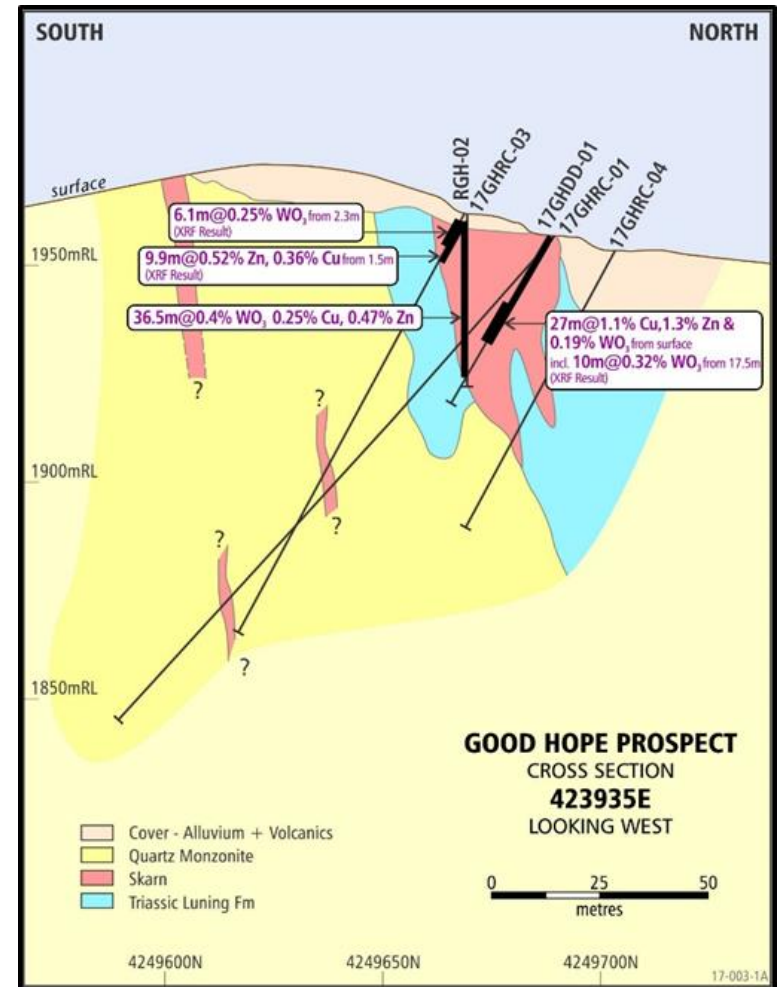 SOUTH
NORTH
surface
RGH-02
17GHRC-03
17GHDD-01
17GHRC-01
17GHRC-04
6.1m@0.25% WO₃ from 2.3m
(XRF Result)
1950mRL
9.9m@0.52% Zn, 0.36% Cu from 1.5m
(XRF Result)
36.5m@0.4% WO₃ 0.25% Cu, 0.47% Zn
27m@1.1% Cu,1.3% Zn &
0.19% WO₃ from surface
incl. 10m@0.32% WO₃ from 17.5m
(XRF Result)
?
?
1900mRL
?
?
?
1850mRL
GOOD HOPE PROSPECT
CROSS SECTION
423935E
LOOKING WEST
Cover - Alluvium + Volcanics
Quartz Monzonite
Skarn
Triassic Luning Fm
0 25 50
metres
4249600N
4249650N
4249700N
17-003-1A